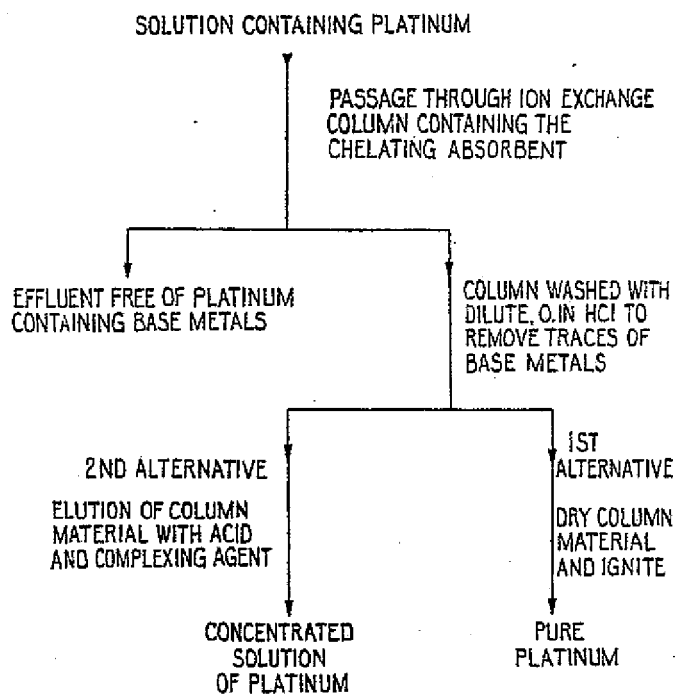 SOLUTION CONTAINING PLATINUM
PASSAGE THROUGH ION EXCHANGE
COLUMN CONTAINING THE
CHELATING ABSORBENT
EFFLUENT FREE OF PLATINUM
CONTAINING BASE METALS
COLUMN WASHED WITH
DILUTE, 0.1N HCl TO
REMOVE TRACES OF
BASE METALS
2ND ALTERNATIVE
ELUTION OF COLUMN
MATERIAL WITH ACID
AND COMPLEXING AGENT
1ST
ALTERNATIVE
DRY COLUMN
MATERIAL
AND IGNITE
CONCENTRATED
SOLUTION
OF PLATINUM
PURE
PLATINUM